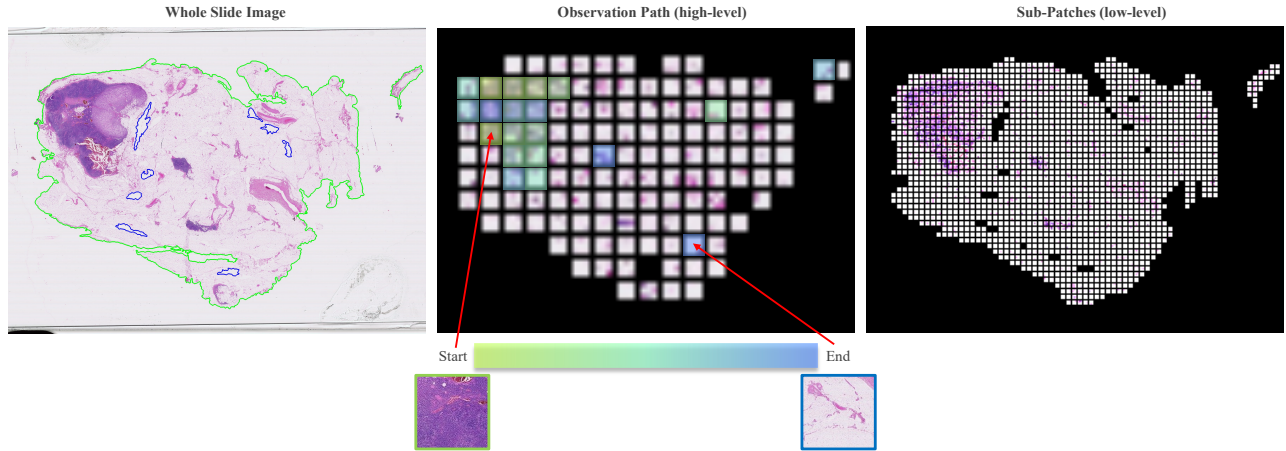 Whole Slide Image
Observation Path (high-level)
Sub-Patches (low-level)
Start
End